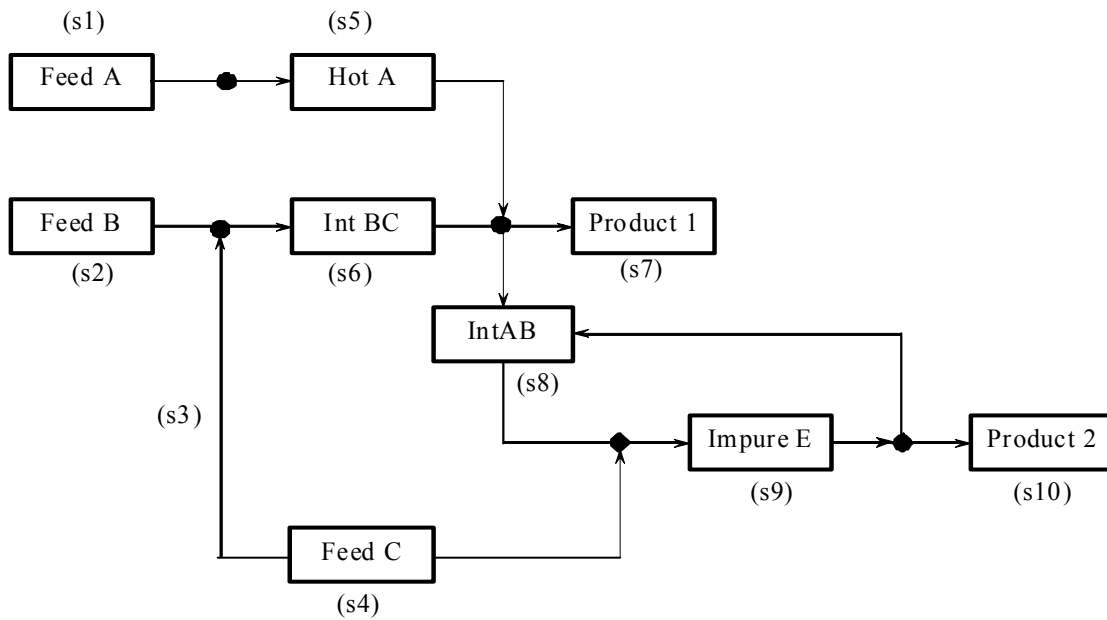 (s1)
(s5)
Feed A
Hot A
Feed B
Int BC
Product 1
(s2)
(s6)
(s7)
IntAB
(s8)
(s3)
Impure E
Product 2
(s9)
(s10)
Feed C
(s4)